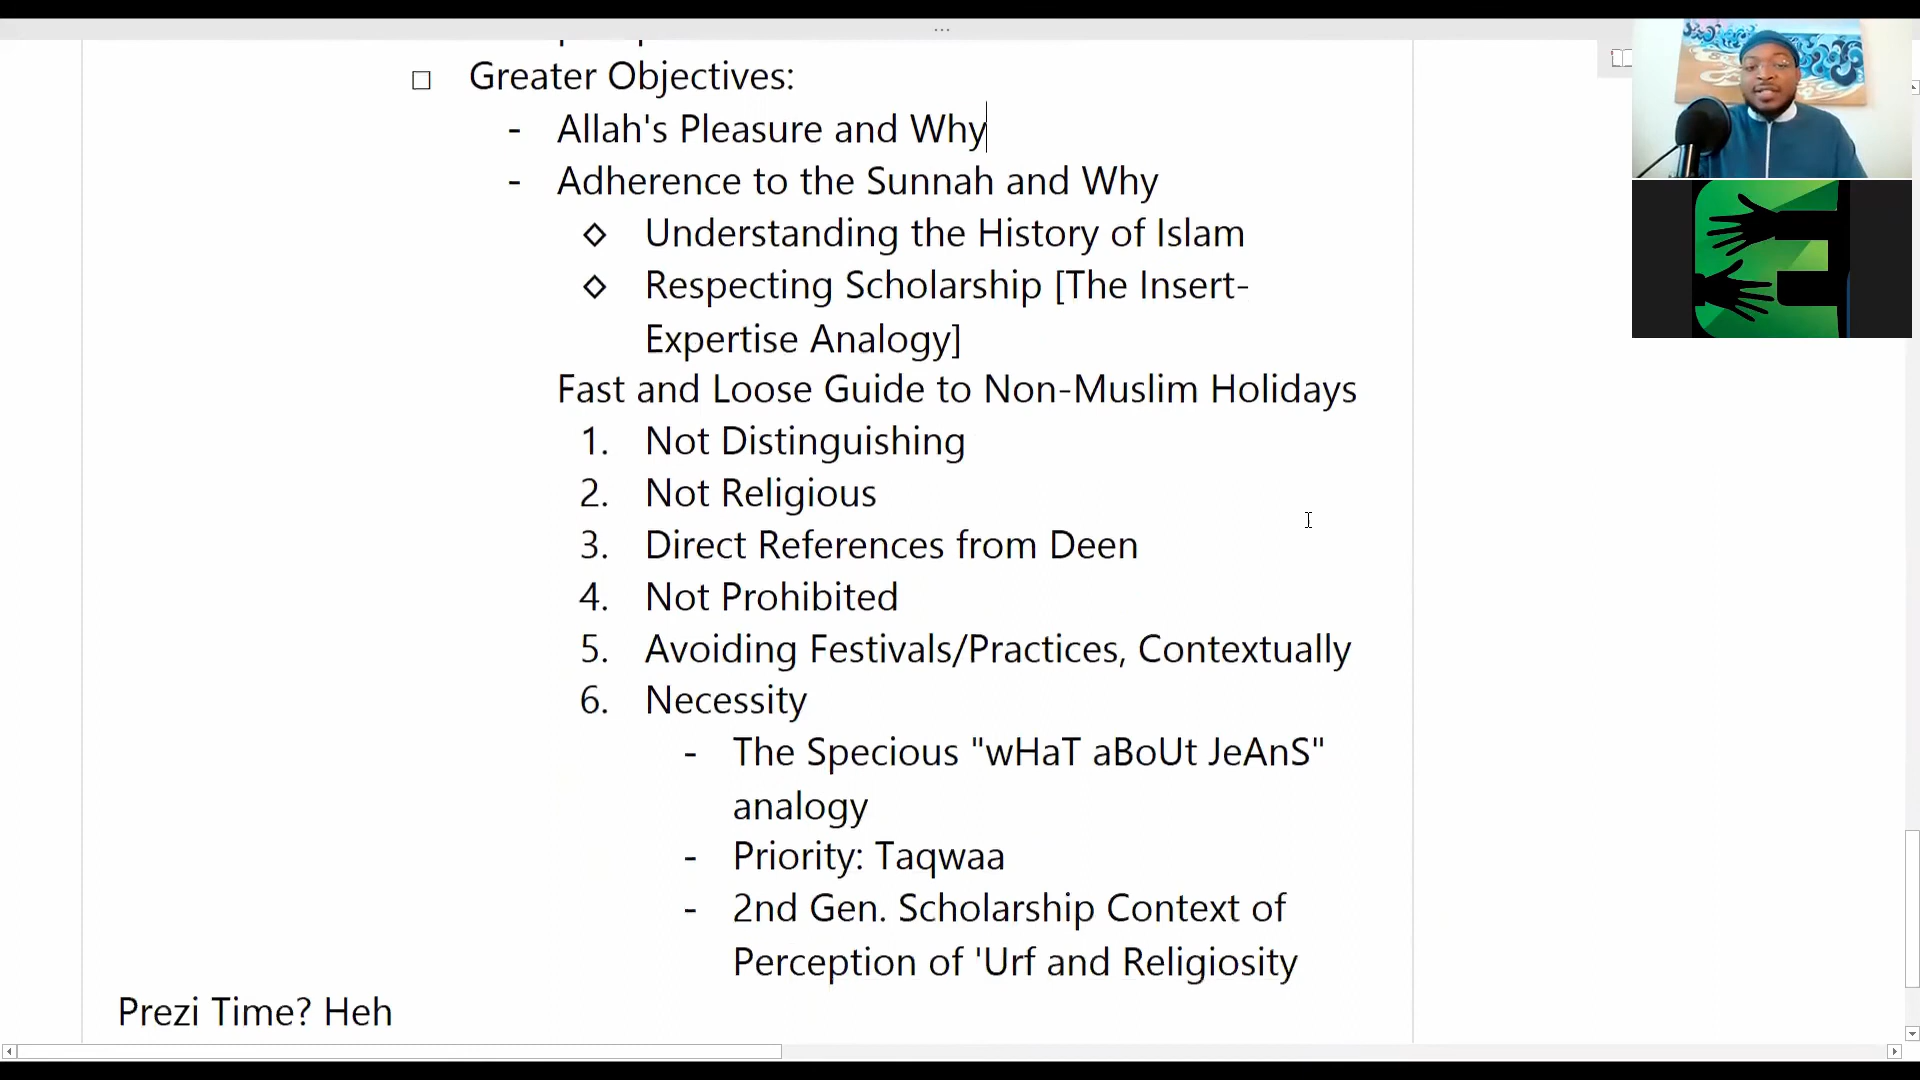 ☐ Greater Objectives:
- Allah's Pleasure and Why
- Adherence to the Sunnah and Why
◇ Understanding the History of Islam
◇ Respecting Scholarship [The Insert-
Expertise Analogy]
Fast and Loose Guide to Non-Muslim Holidays
1. Not Distinguishing
2. Not Religious
3. Direct References from Deen
4. Not Prohibited
5. Avoiding Festivals/Practices, Contextually
6. Necessity
- The Specious "wHaT aBoUt JeAnS"
analogy
- Priority: Taqwaa
- 2nd Gen. Scholarship Context of
Perception of 'Urf and Religiosity
Prezi Time? Heh